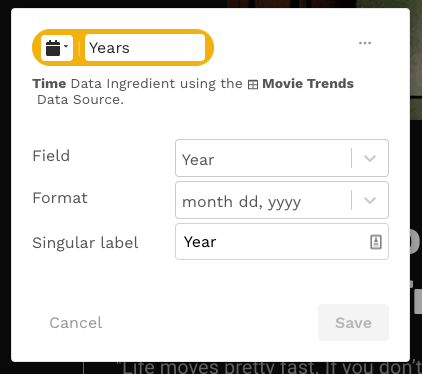 Years
Time Data Ingredient using the Movie Trends
Data Source.
Field
Year
Format
month dd, yyyy
Singular label
Year
Cancel
Save
"Life moves pretty fast. If you don't